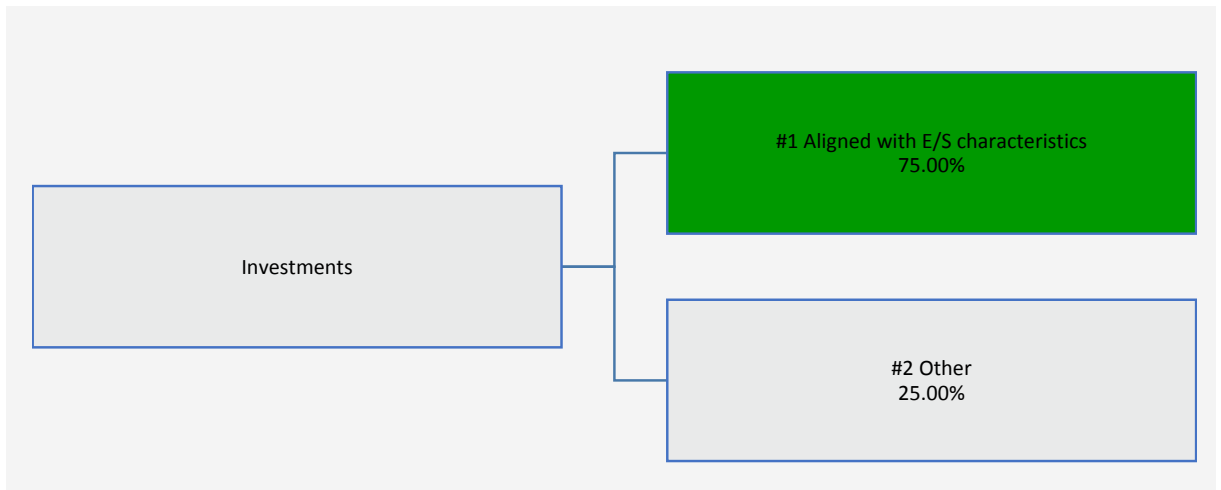 Investments
#1 Aligned with E/S characteristics
75.00%
#2 Other
25.00%